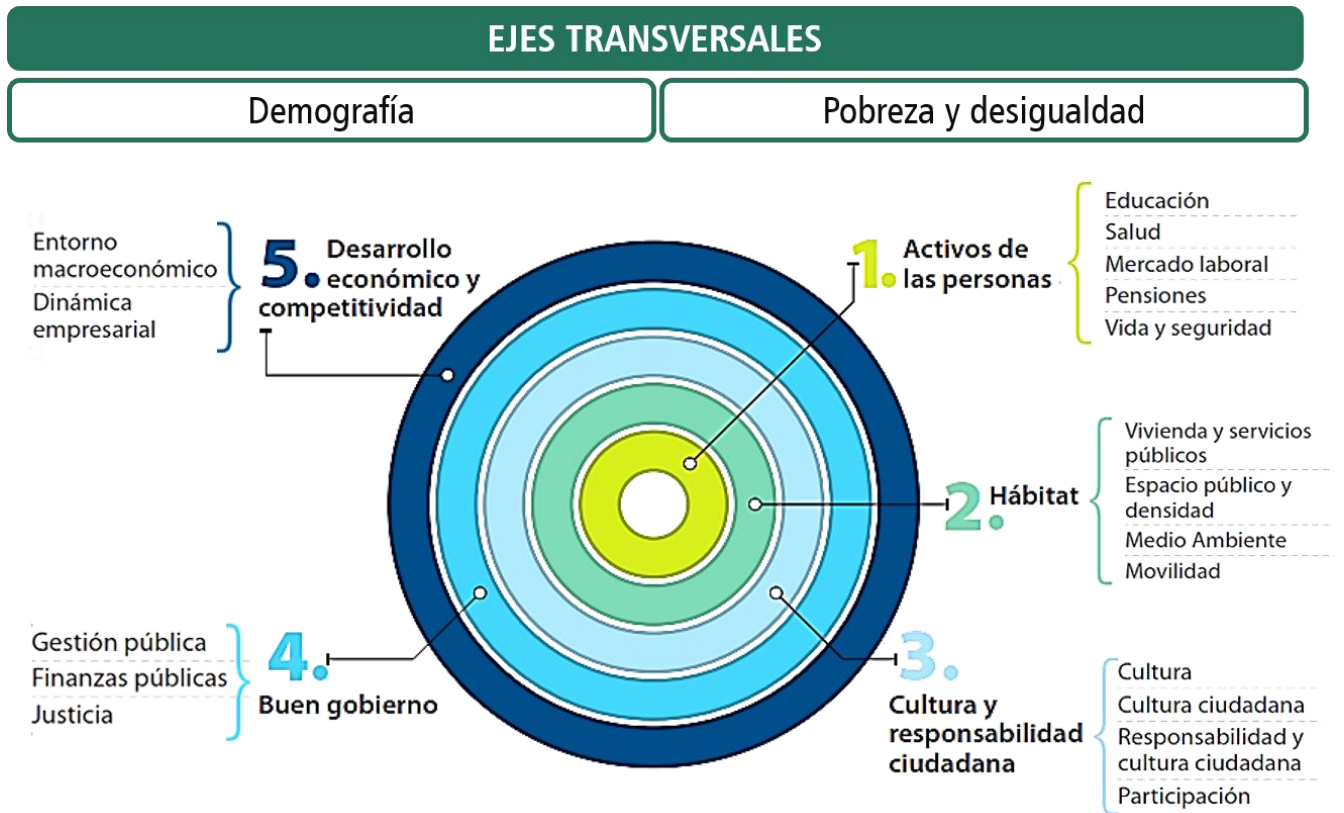 EJES TRANSVERSALES
Demografía
Pobreza y desigualdad
1. Activos de
las personas
Educación
Salud
Mercado laboral
Pensiones
Vida y seguridad
2. Hábitat
Vivienda y servicios
públicos
Espacio público y
densidad
Medio Ambiente
Movilidad
3.
Cultura y
responsabilidad
ciudadana
Cultura
Cultura ciudadana
Responsabilidad y
cultura ciudadana
Participación
4.
Buen gobierno
Gestión pública
Finanzas públicas
Justicia
5. Desarrollo
económico y
competitividad
Entorno
macroeconómico
Dinámica
empresarial